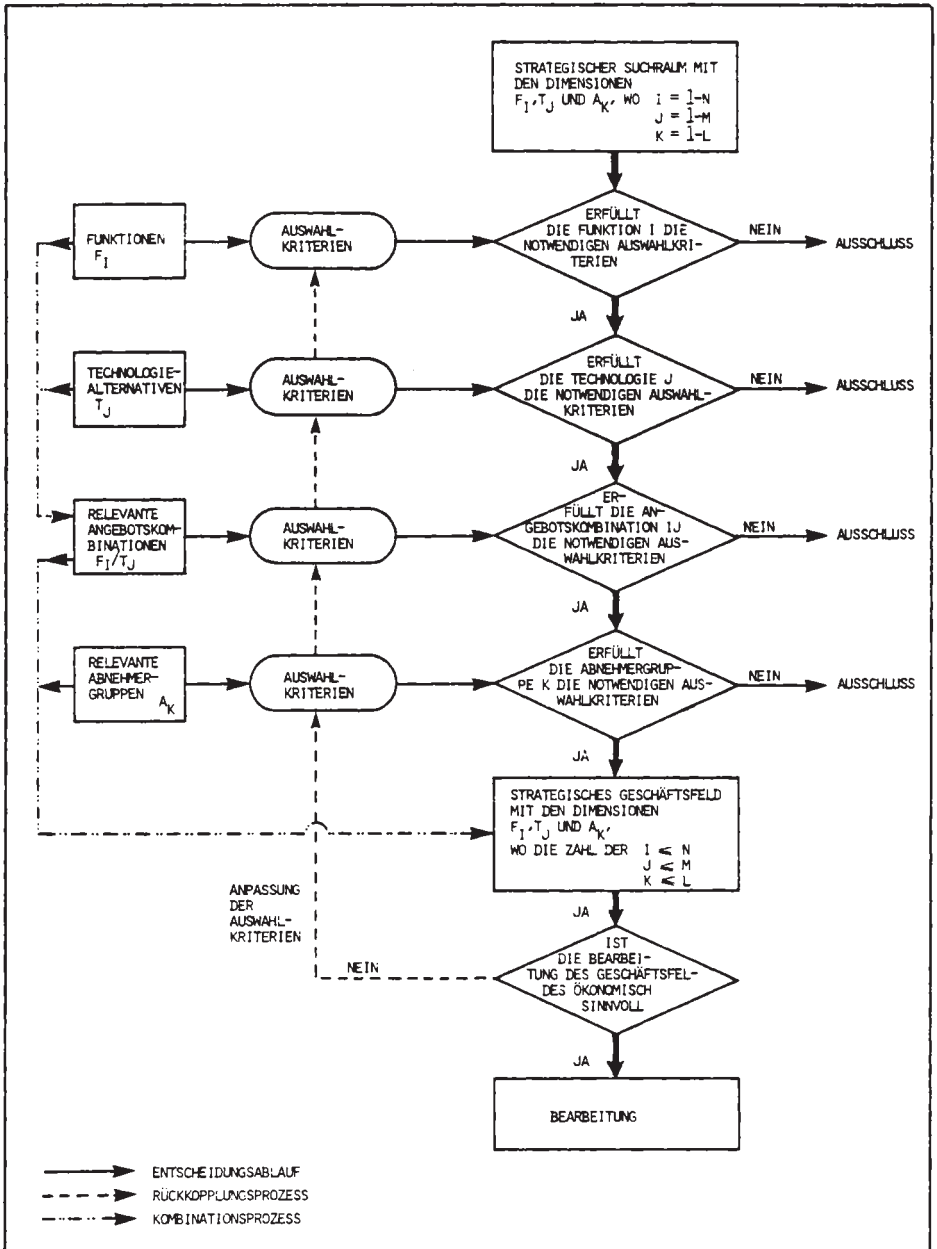 STRATEGISCHER SUCHRAUM MIT
DEN DIMENSIONEN
F_I, T_J UND A_K, WO I = 1-N
J = 1-M
K = 1-L
FUNKTIONEN
F_I
AUSWAHL-
KRITERIEN
ERFÜLLT
DIE FUNKTION I DIE
NOTWENDIGEN AUSWAHLKRI-
TERIEN
NEIN
AUSSCHLUSS
JA
TECHNOLOGIE-
ALTERNATIVEN
T_J
AUSWAHL-
KRITERIEN
ERFÜLLT
DIE TECHNOLOGIE J
DIE NOTWENDIGEN AUSWAHL-
KRITERIEN
NEIN
AUSSCHLUSS
JA
RELEVANTE
ANGEBOTSKOM-
BINATIONEN
F_I/T_J
AUSWAHL-
KRITERIEN
ER-
FÜLLT DIE AN-
GEBOTSKOMBINATION IJ
DIE NOTWENDIGEN AUS-
WAHLKRITERIEN
NEIN
AUSSCHLUSS
JA
RELEVANTE
ABNEHMER-
GRUPPEN A_K
AUSWAHL-
KRITERIEN
ERFÜLLT
DIE ABNEHMERGRUP-
PE K DIE NOTWENDIGEN AUS-
WAHLKRITERIEN
NEIN
AUSSCHLUSS
JA
STRATEGISCHES GESCHÄFTSFELD
MIT DEN DIMENSIONEN
F_I, T_J UND A_K,
WO DIE ZAHL DER I ≤ N
J ≤ M
K ≤ L
ANPASSUNG
DER
AUSWAHL-
KRITERIEN
JA
IST
DIE BEARBEI-
TUNG DES GESCHÄFTSFEL-
DES ÖKONOMISCH
SINNVOLL
NEIN
JA
BEARBEITUNG
ENTSCHEIDUNGSABLAUF
RÜCKKOPPLUNGSPROZESS
KOMBINATIONSPROZESS